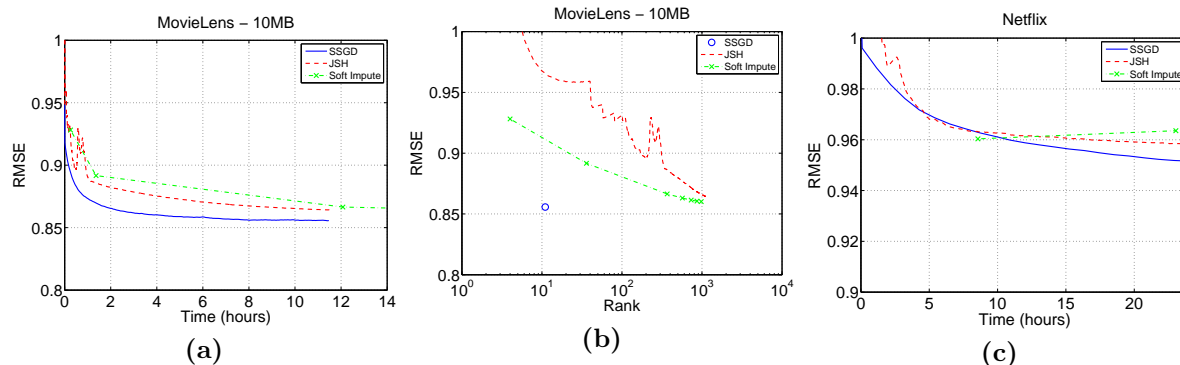 MovieLens – 10MB
RMSE
1
0.95
0.9
0.85
0.8
0 2 4 6 8 10 12 14
Time (hours)
SSGD
JSH
Soft Impute
(a)
MovieLens – 10MB
RMSE
1
0.95
0.9
0.85
0.8
10^0 10^1 10^2 10^3 10^4
Rank
SSGD
JSH
Soft Impute
(b)
Netflix
RMSE
1
0.98
0.96
0.94
0.92
0.9
0 5 10 15 20
Time (hours)
SSGD
JSH
Soft Impute
(c)